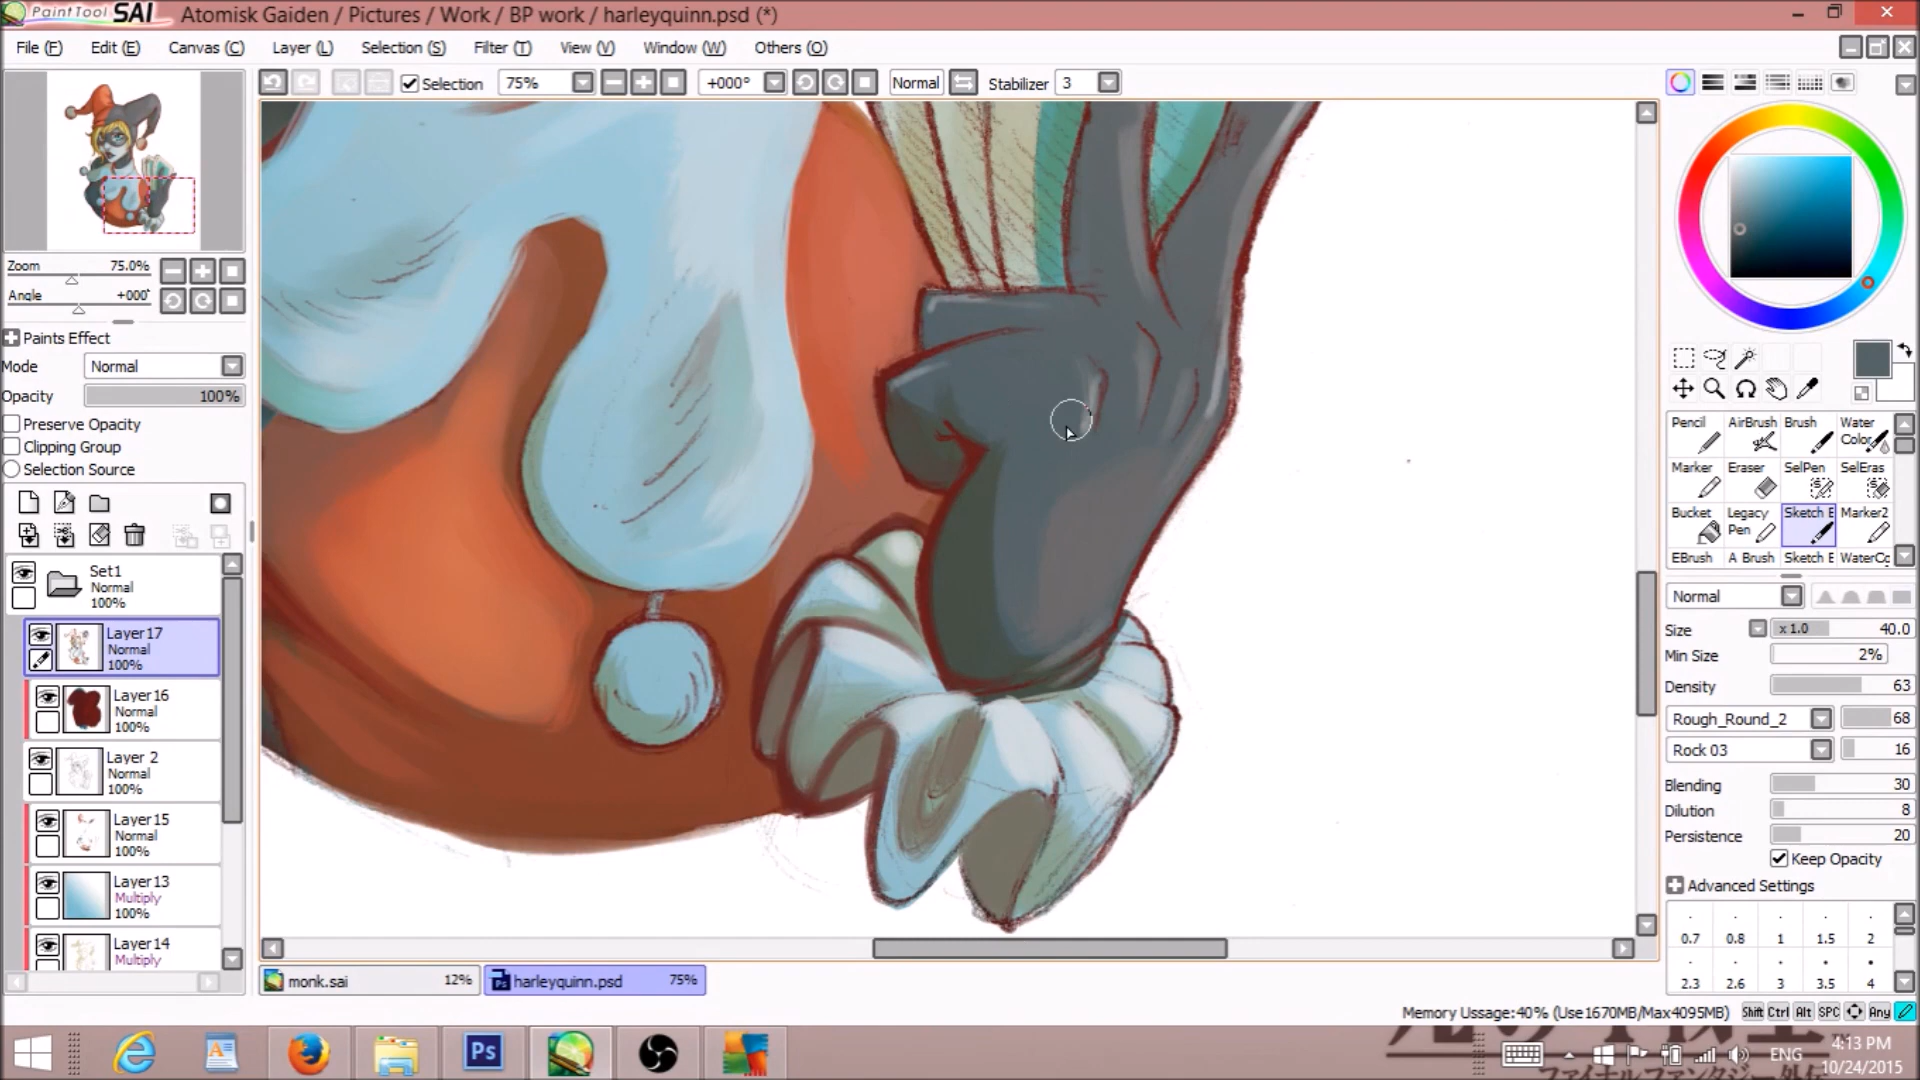 PaintTool SAI Atomisk Gaiden / Pictures / Work / BP work / harleyquinn.psd (*)
File (F) Edit (E) Canvas (C) Layer (L) Selection (S) Filter (T) View (V) Window (W) Others (O)
Selection 75% +000° Normal Stabilizer 3
Zoom 75.0%
Angle +000°
Paints Effect
Mode Normal
Opacity 100%
Preserve Opacity
Clipping Group
Selection Source
Set1
Normal
100%
Layer17
Normal
100%
Layer16
Normal
100%
Layer 2
Normal
100%
Layer15
Normal
100%
Layer13
Multiply
100%
Layer14
Multiply
Pencil AirBrush Brush Water
Color
Marker Eraser SelPen SelEras
Bucket Legacy Sketch E Marker2
Pen
EBrush A Brush Sketch E WaterCo
Normal
Size x 1.0 40.0
Min Size 2%
Density 63
Rough_Round_2 68
Rock 03 16
Blending 30
Dilution 8
Persistence 20
Keep Opacity
Advanced Settings
0.7 0.8 1 1.5 2
2.3 2.6 3 3.5 4
monk.sai 12% harleyquinn.psd 75%
Memory Ussage:40% (Use1670MB/Max4095MB) Shift Ctrl Alt SPC Any
Ps ENG 4:13 PM
10/24/2015